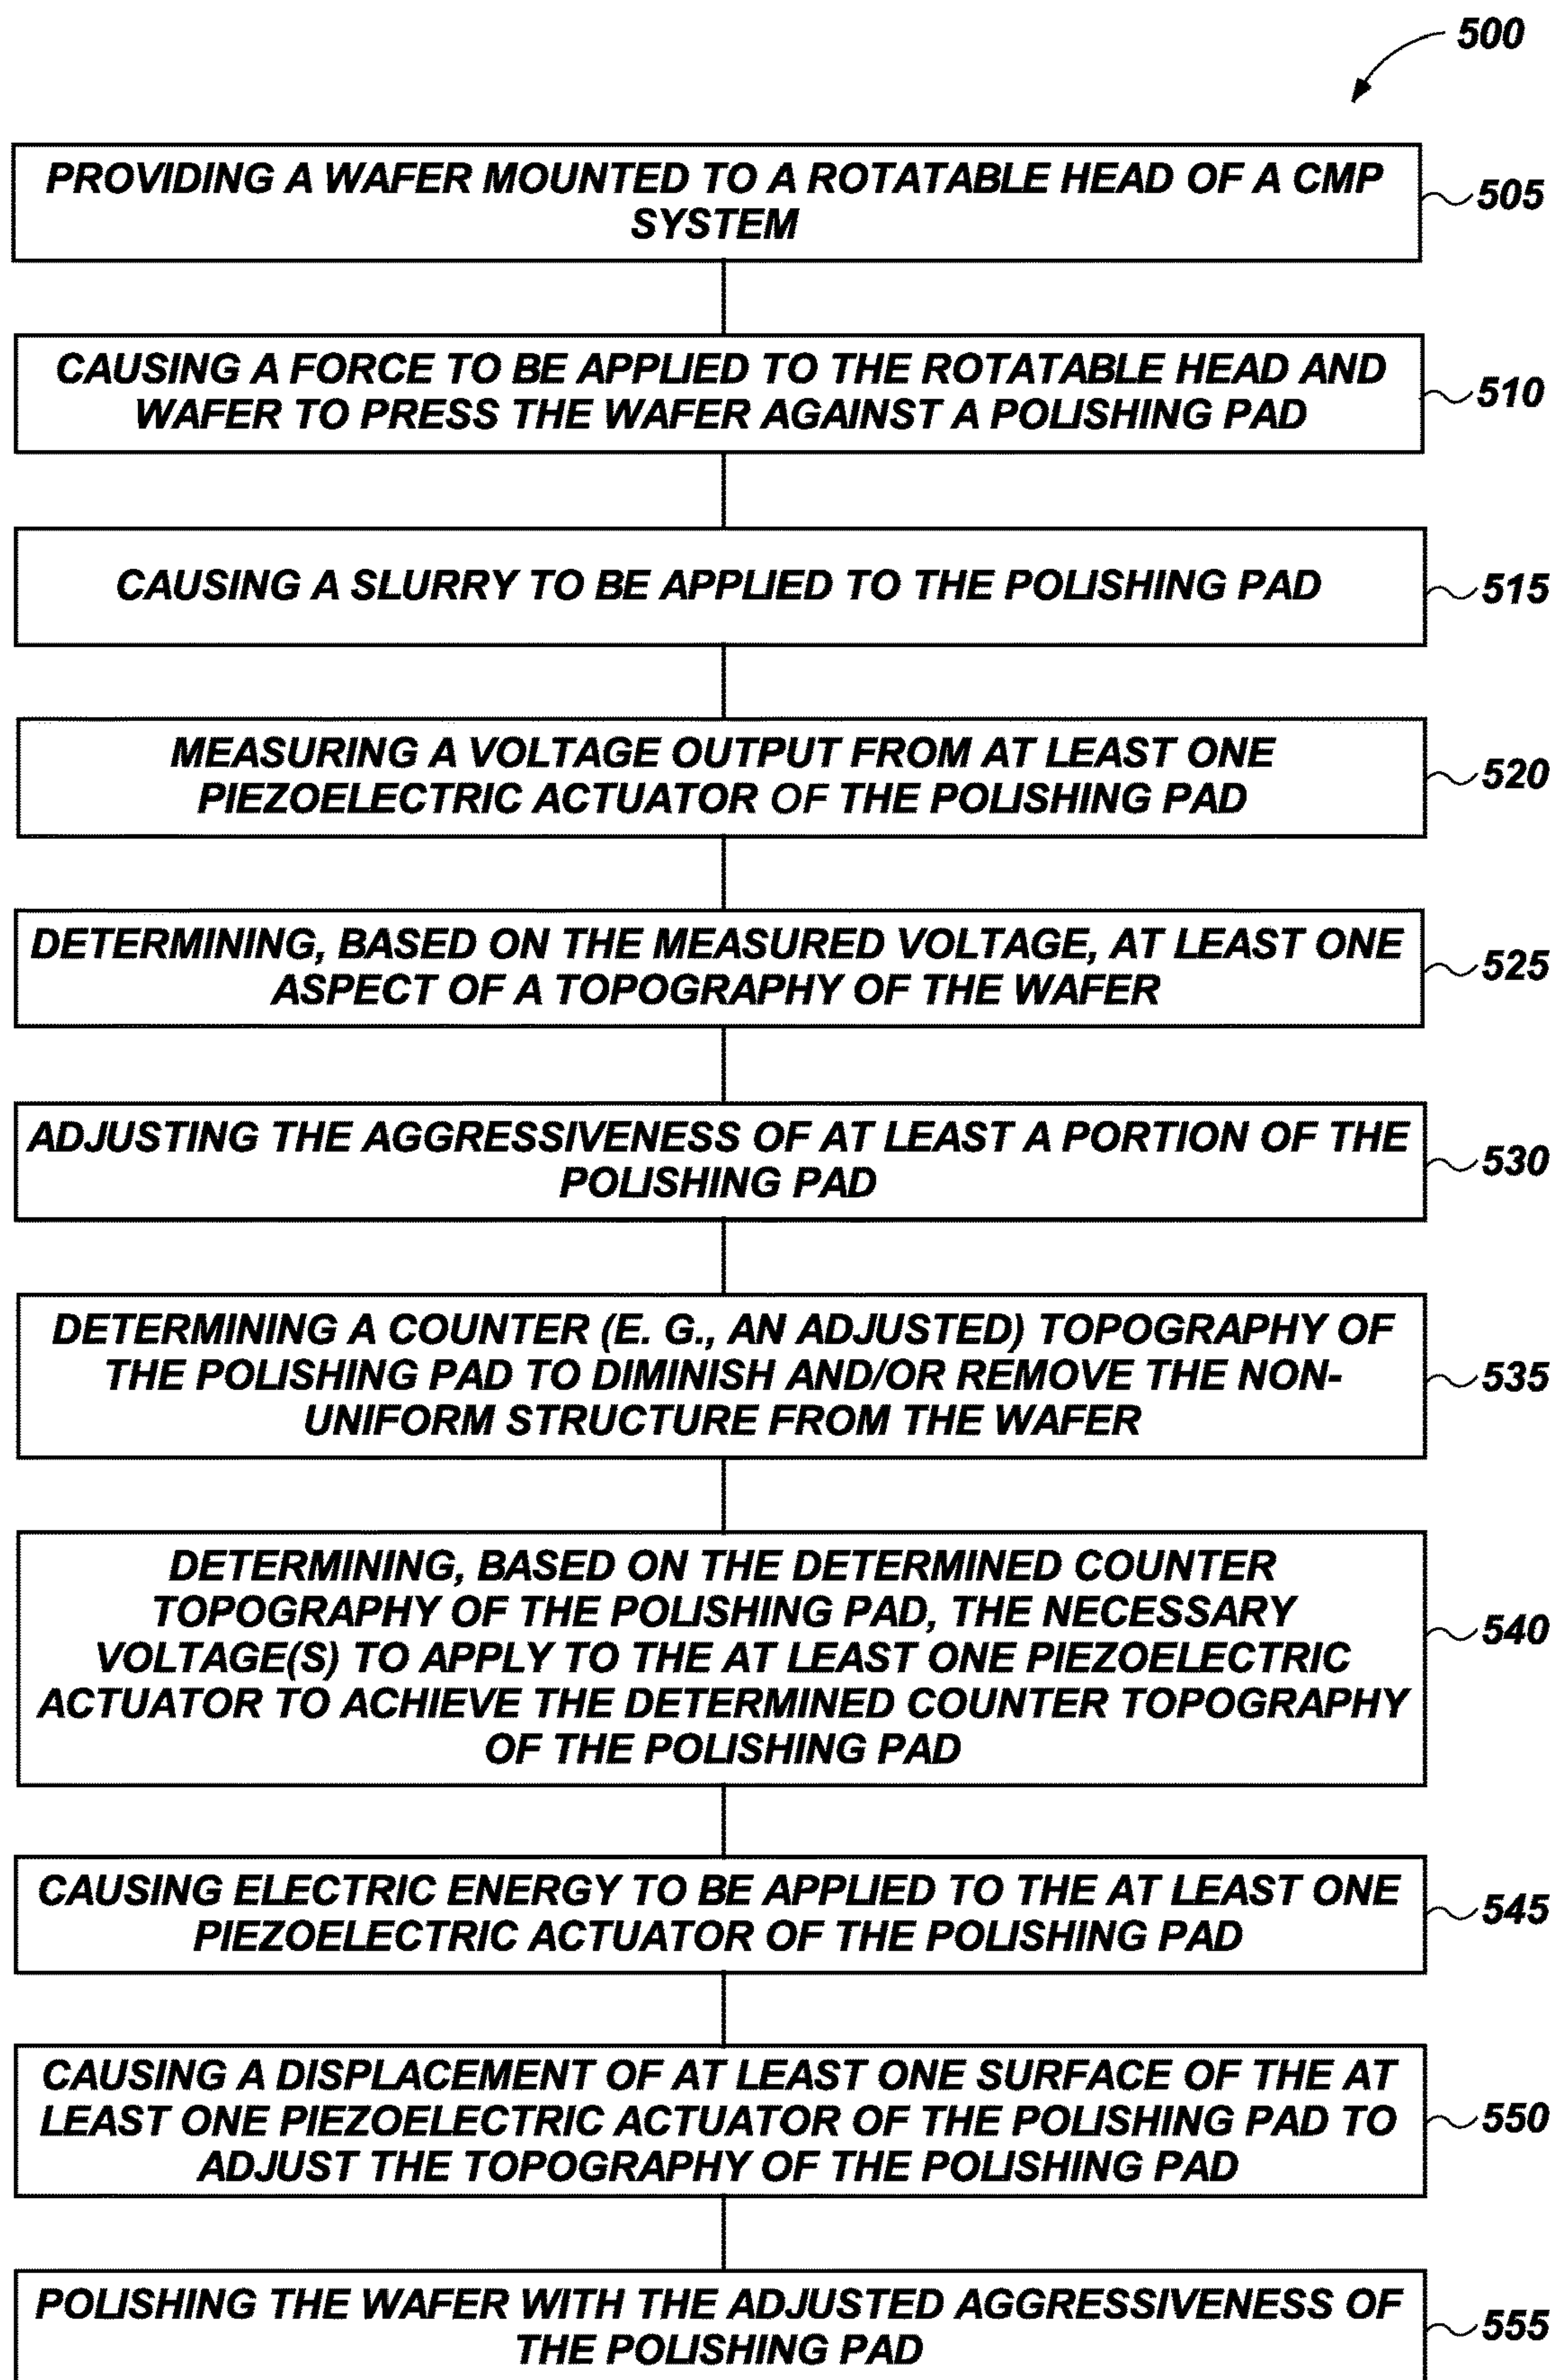 500
PROVIDING A WAFER MOUNTED TO A ROTATABLE HEAD OF A CMP
SYSTEM
505
CAUSING A FORCE TO BE APPLIED TO THE ROTATABLE HEAD AND
WAFER TO PRESS THE WAFER AGAINST A POLISHING PAD
510
CAUSING A SLURRY TO BE APPLIED TO THE POLISHING PAD
515
MEASURING A VOLTAGE OUTPUT FROM AT LEAST ONE
PIEZOELECTRIC ACTUATOR OF THE POLISHING PAD
520
DETERMINING, BASED ON THE MEASURED VOLTAGE, AT LEAST ONE
ASPECT OF A TOPOGRAPHY OF THE WAFER
525
ADJUSTING THE AGGRESSIVENESS OF AT LEAST A PORTION OF THE
POLISHING PAD
530
DETERMINING A COUNTER (E. G., AN ADJUSTED) TOPOGRAPHY OF
THE POLISHING PAD TO DIMINISH AND/OR REMOVE THE NON-
UNIFORM STRUCTURE FROM THE WAFER
535
DETERMINING, BASED ON THE DETERMINED COUNTER
TOPOGRAPHY OF THE POLISHING PAD, THE NECESSARY
VOLTAGE(S) TO APPLY TO THE AT LEAST ONE PIEZOELECTRIC
ACTUATOR TO ACHIEVE THE DETERMINED COUNTER TOPOGRAPHY
OF THE POLISHING PAD
540
CAUSING ELECTRIC ENERGY TO BE APPLIED TO THE AT LEAST ONE
PIEZOELECTRIC ACTUATOR OF THE POLISHING PAD
545
CAUSING A DISPLACEMENT OF AT LEAST ONE SURFACE OF THE AT
LEAST ONE PIEZOELECTRIC ACTUATOR OF THE POLISHING PAD TO
ADJUST THE TOPOGRAPHY OF THE POLISHING PAD
550
POLISHING THE WAFER WITH THE ADJUSTED AGGRESSIVENESS OF
THE POLISHING PAD
555